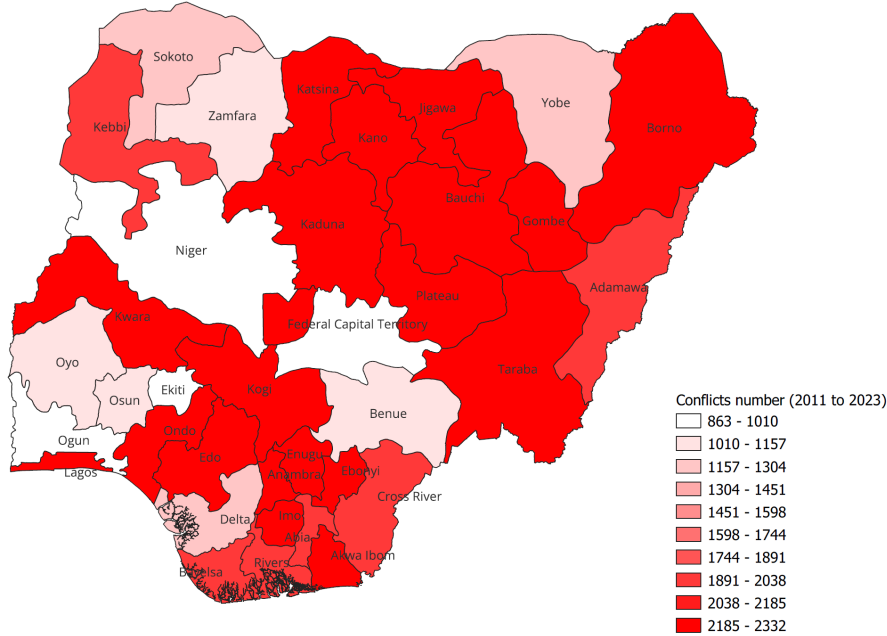 Sokoto
Katsina
Zamfara
Jigawa
Yobe
Kebbi
Kano
Borno
Bauchi
Kaduna
Gombe
Niger
Adamawa
Plateau
Kwara
Federal Capital Territory
Oyo
Taraba
Ekiti
Kogi
Osun
Benue
Ondo
Ogun
Edo
Enugu
Lagos
Anambra
Ebonyi
Cross River
Delta
Imo
Abia
Akwa Ibom
Rivers
Bayelsa
Conflicts number (2011 to 2023)
863 - 1010
1010 - 1157
1157 - 1304
1304 - 1451
1451 - 1598
1598 - 1744
1744 - 1891
1891 - 2038
2038 - 2185
2185 - 2332